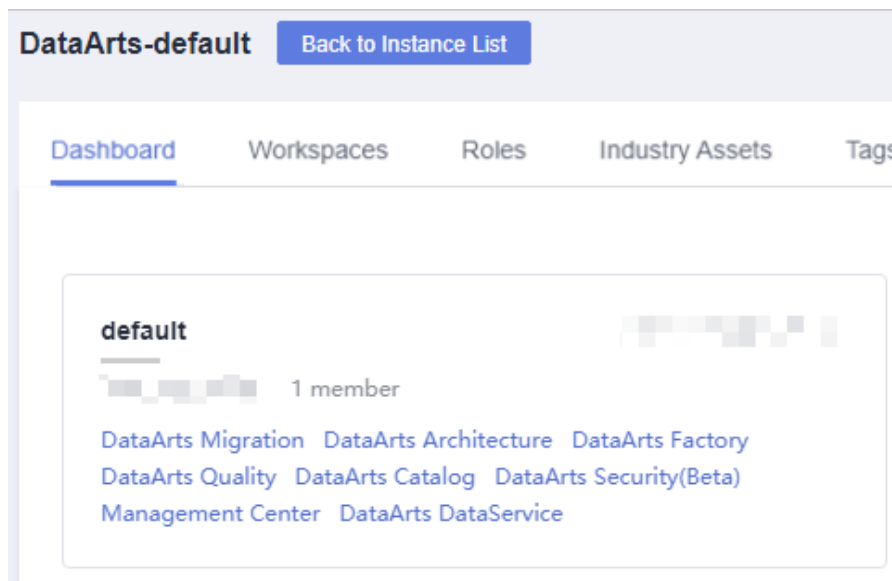 DataArts-default Back to Instance List
Dashboard Workspaces Roles Industry Assets Tags
default
1 member
DataArts Migration DataArts Architecture DataArts Factory
DataArts Quality DataArts Catalog DataArts Security(Beta)
Management Center DataArts DataService